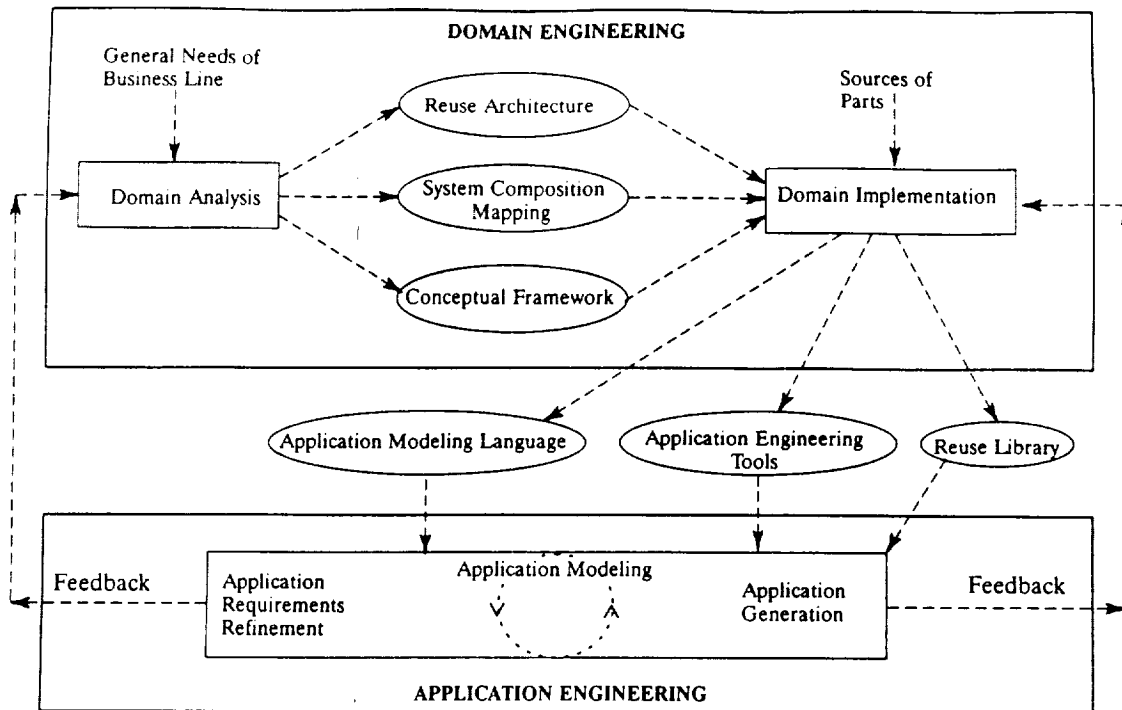 DOMAIN ENGINEERING
General Needs of
Business Line
Reuse Architecture
Sources of
Parts
Domain Analysis
System Composition
Mapping
Domain Implementation
Conceptual Framework
Application Modeling Language
Application Engineering
Tools
Reuse Library
Feedback
Application
Requirements
Refinement
Application Modeling
Application
Generation
Feedback
APPLICATION ENGINEERING